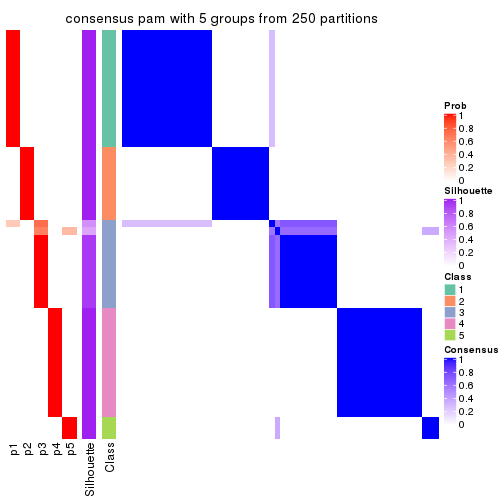 consensus pam with 5 groups from 250 partitions
Prob
1
0.8
0.6
0.4
0.2
0
Silhouette
1
0.8
0.6
0.4
0.2
0
Class
1
2
3
4
5
Consensus
1
0.8
0.6
0.4
0.2
0
p1
p2
p3
p4
p5
Silhouette
Class